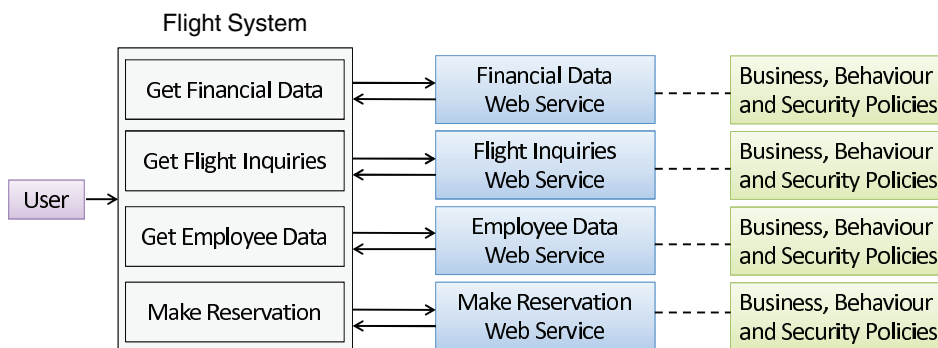 Flight System
Get Financial Data
Financial Data
Web Service
Business, Behaviour
and Security Policies
Get Flight Inquiries
Flight Inquiries
Web Service
Business, Behaviour
and Security Policies
User
Get Employee Data
Employee Data
Web Service
Business, Behaviour
and Security Policies
Make Reservation
Make Reservation
Web Service
Business, Behaviour
and Security Policies